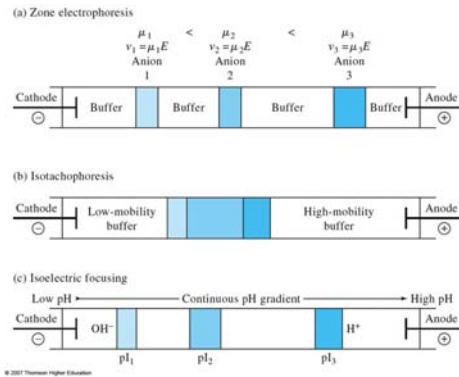 (a) Zone electrophoresis
μ1 < μ2 < μ3
v1 = μ1E v2 = μ2E v3 = μ3E
Anion Anion Anion
1 2 3
Cathode Buffer Buffer Buffer Buffer Anode
⊖ ⊕
(b) Isotachophoresis
Cathode Low-mobility buffer High-mobility buffer Anode
⊖ ⊕
(c) Isoelectric focusing
Low pH Continuous pH gradient High pH
Cathode OH− H+ Anode
⊖ ⊕
pI1 pI2 pI3
© 2007 Thomson Higher Education